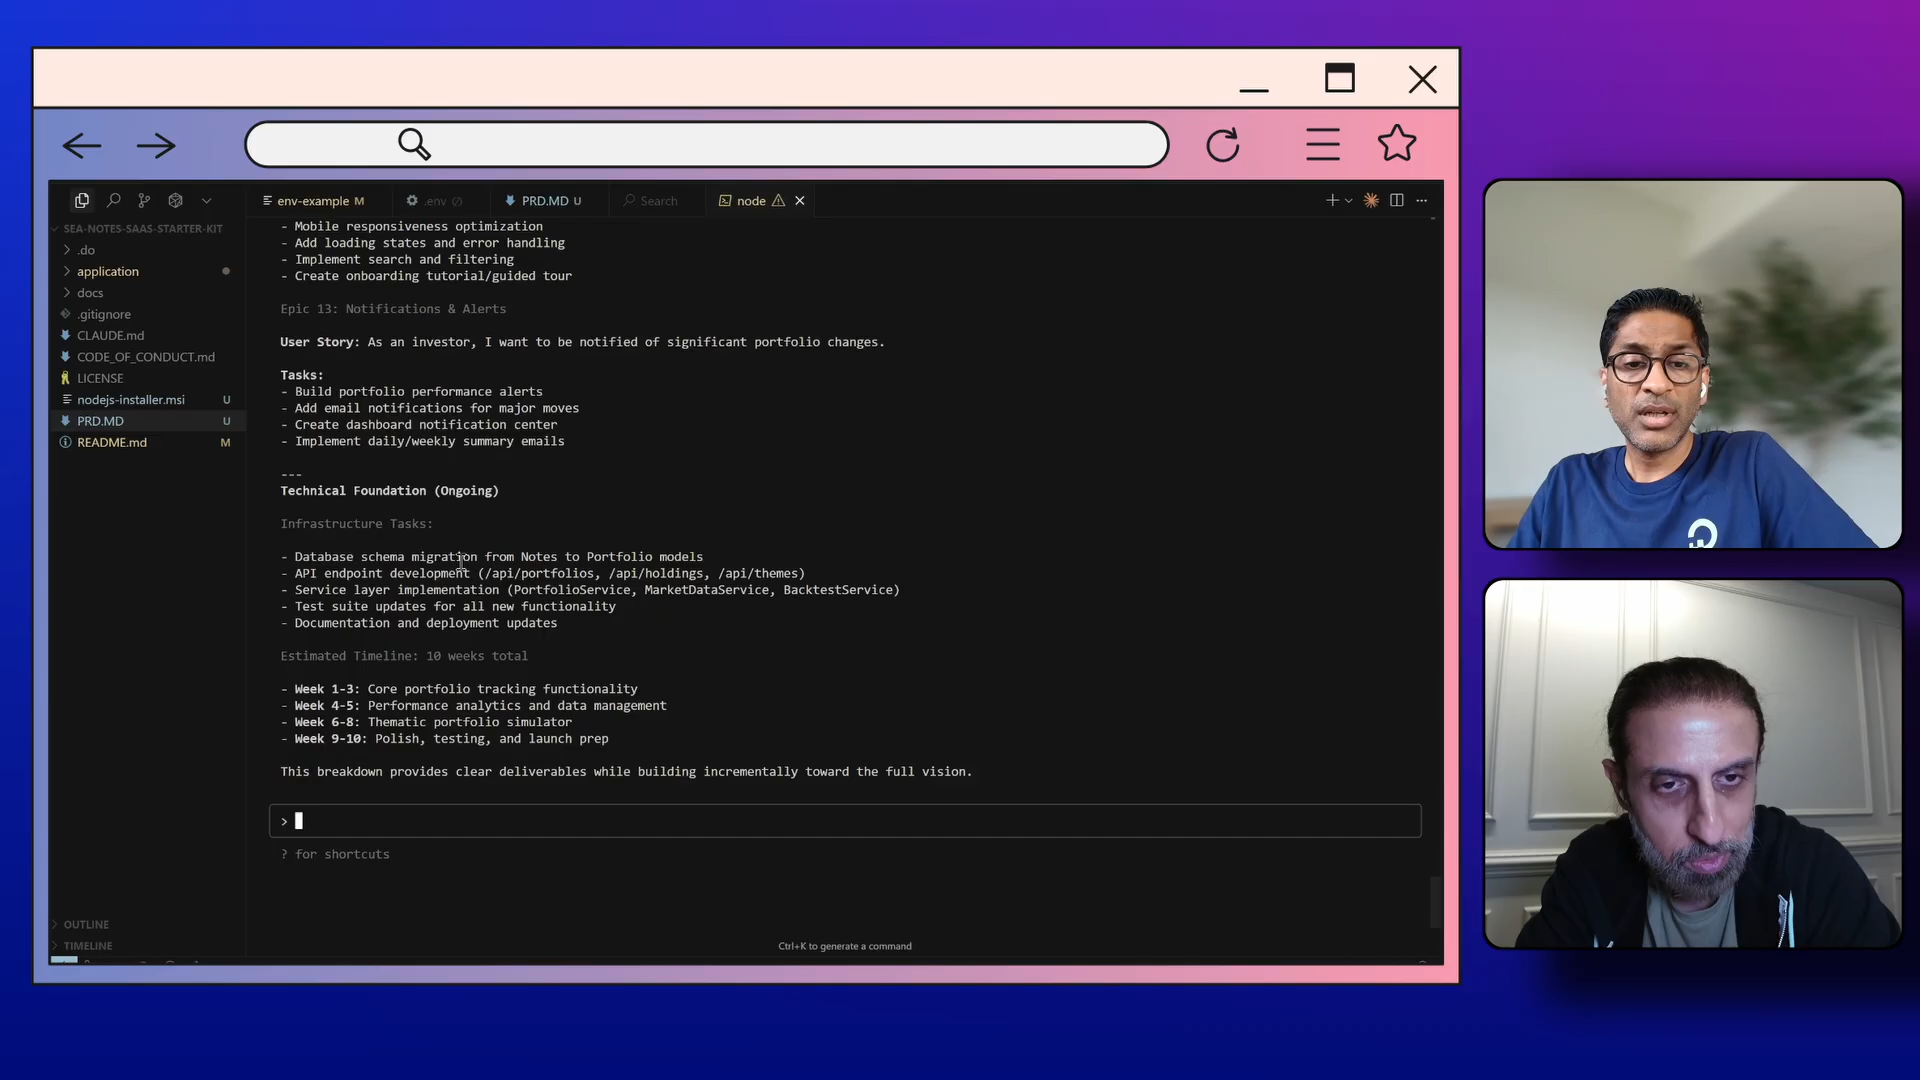 env-example M
.env
PRD.MD U
Search
node
SEA-NOTES-SAAS-STARTER-KIT
.do
application
docs
.gitignore
CLAUDE.md
CODE_OF_CONDUCT.md
LICENSE
nodejs-installer.msi U
PRD.MD U
README.md M
OUTLINE
TIMELINE
- Mobile responsiveness optimization
- Add loading states and error handling
- Implement search and filtering
- Create onboarding tutorial/guided tour
Epic 13: Notifications & Alerts
User Story: As an investor, I want to be notified of significant portfolio changes.
Tasks:
- Build portfolio performance alerts
- Add email notifications for major moves
- Create dashboard notification center
- Implement daily/weekly summary emails
---
Technical Foundation (Ongoing)
Infrastructure Tasks:
- Database schema migration from Notes to Portfolio models
- API endpoint development (/api/portfolios, /api/holdings, /api/themes)
- Service layer implementation (PortfolioService, MarketDataService, BacktestService)
- Test suite updates for all new functionality
- Documentation and deployment updates
Estimated Timeline: 10 weeks total
- Week 1-3: Core portfolio tracking functionality
- Week 4-5: Performance analytics and data management
- Week 6-8: Thematic portfolio simulator
- Week 9-10: Polish, testing, and launch prep
This breakdown provides clear deliverables while building incrementally toward the full vision.
>
? for shortcuts
Ctrl+K to generate a command